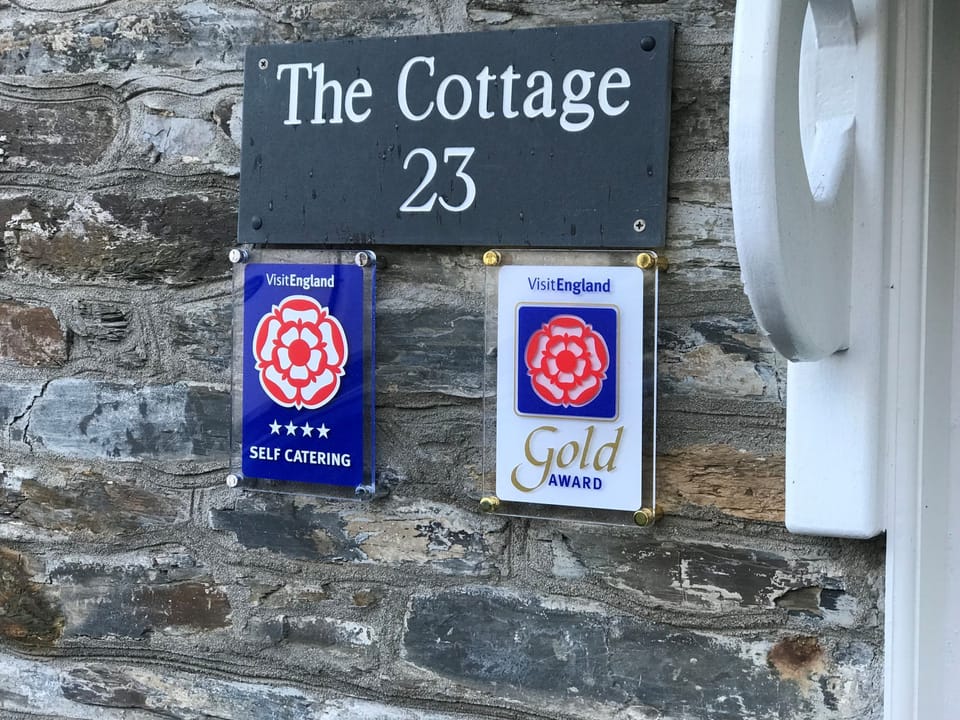 The Cottage
23
VisitEngland
★★★★
SELF CATERING
VisitEngland
Gold
AWARD